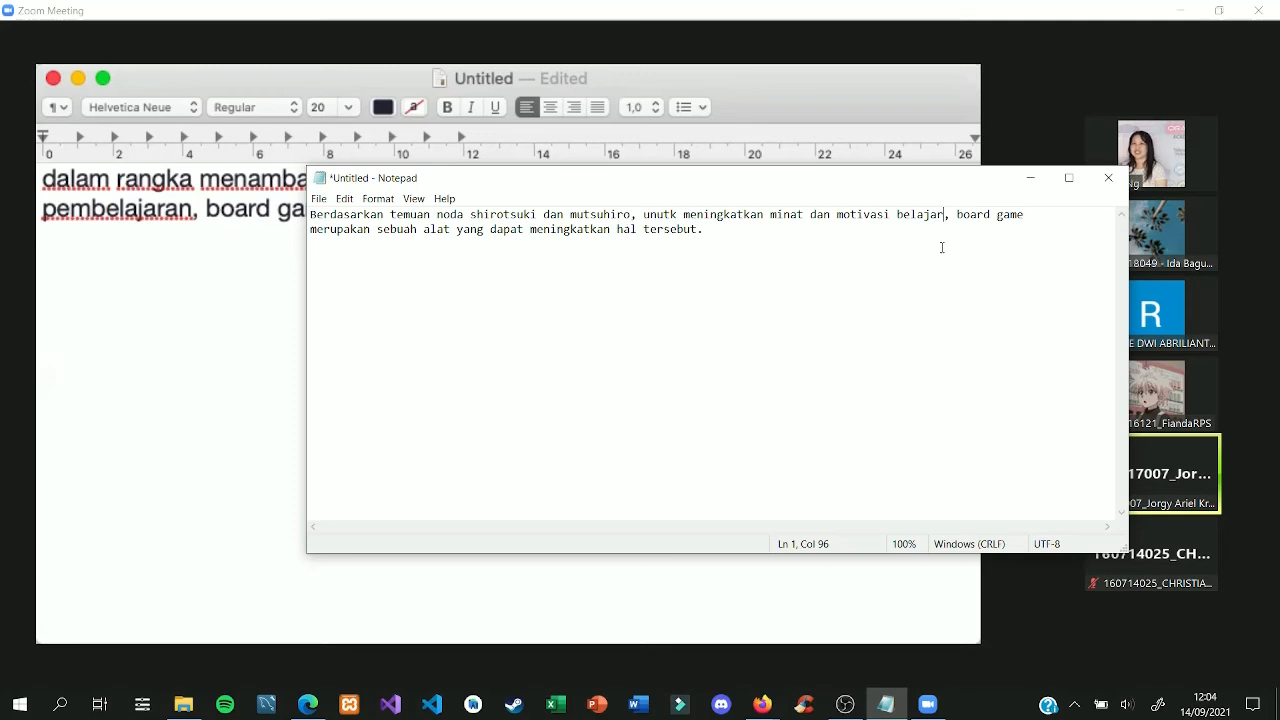 Zoom Meeting
Untitled — Edited
Helvetica Neue Regular 20 a B I U 1,0
0 2 4 6 8 10 12 14 16 18 20 22 24 26
dalam rangka menamba
pembelajaran, board ga
*Untitled - Notepad
File Edit Format View Help
Berdasarkan temuan noda shirotsuki dan mutsuhiro, unutk meningkatkan minat dan motivasi belajar, board game
merupakan sebuah alat yang dapat meningkatkan hal tersebut.
Ln 1, Col 96 100% Windows (CRLF) UTF-8
ng
18049 - Ida Bagu...
R
E DWI ABRILIANT...
16121_FiandaRPS
17007_Jor...
07_Jorgy Ariel Kr...
160714025_CH...
160714025_CHRISTIA...
12:04
14/09/2021